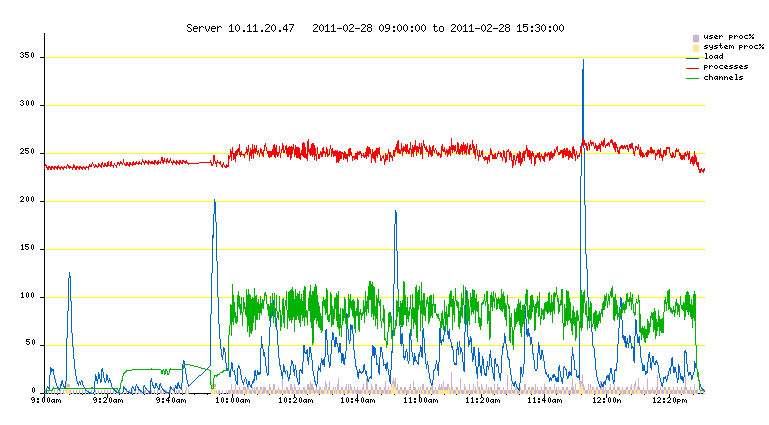 Server 10.11.20.47   2011-02-28 09:00:00 to 2011-02-28 15:30:00
user proc%
system proc%
load
processes
channels
350
300
250
200
150
100
50
0
9:00am 9:20am 9:40am 10:00am 10:20am 10:40am 11:00am 11:20am 11:40am 12:00am 12:20am